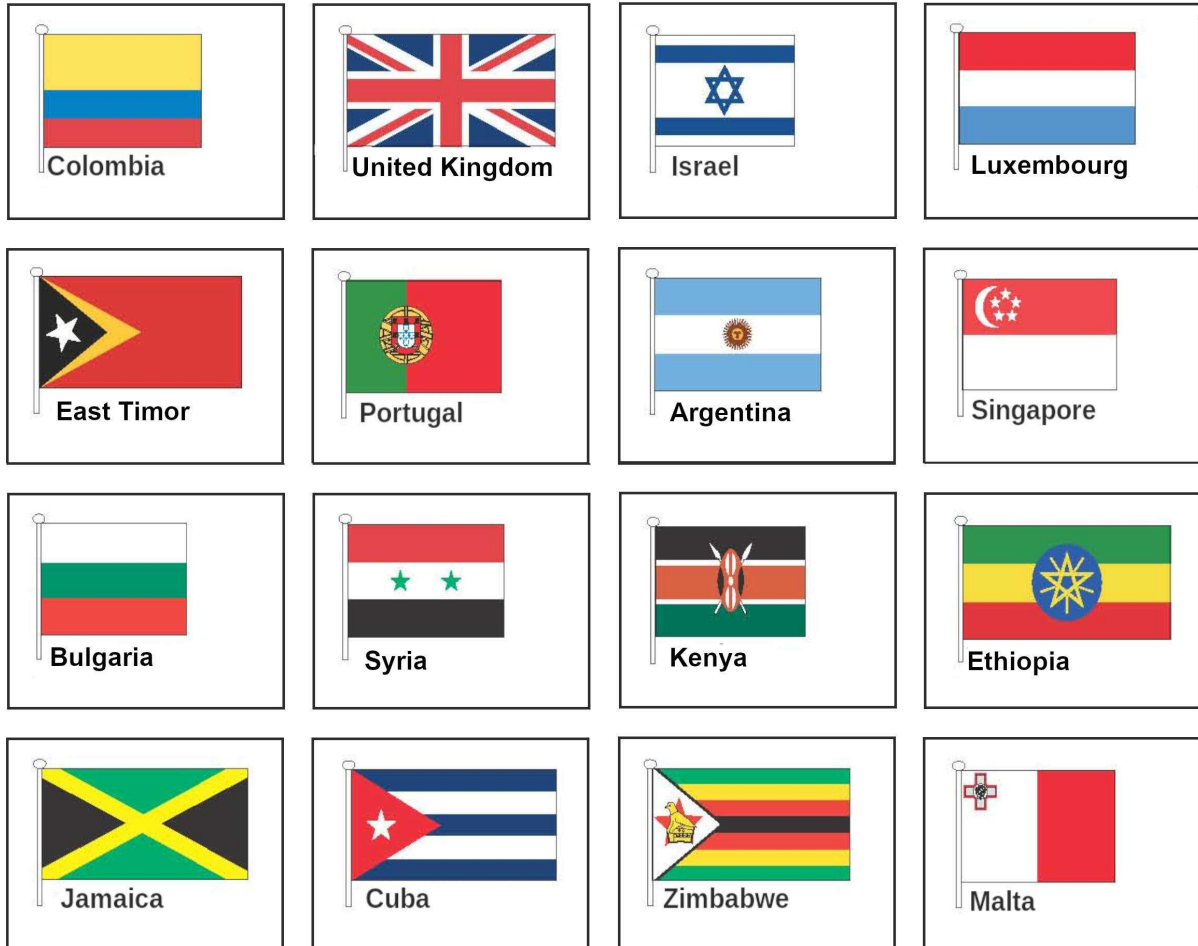 Colombia
United Kingdom
Israel
Luxembourg
East Timor
Portugal
Argentina
Singapore
Bulgaria
Syria
Kenya
Ethiopia
Jamaica
Cuba
Zimbabwe
Malta